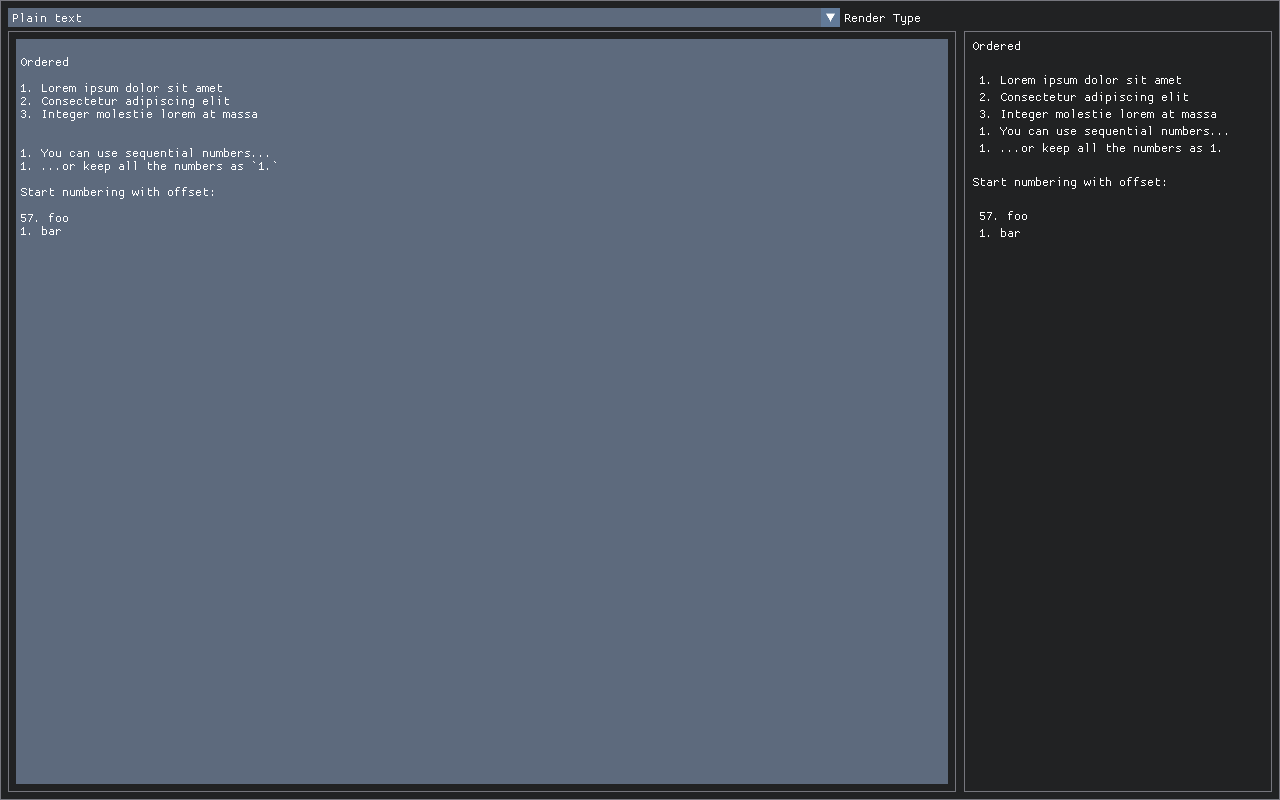 Plain text
Render Type
Ordered
1. Lorem ipsum dolor sit amet
2. Consectetur adipiscing elit
3. Integer molestie lorem at massa
1. You can use sequential numbers...
1. ...or keep all the numbers as `1.`
Start numbering with offset:
57. foo
1. bar
Ordered
1. Lorem ipsum dolor sit amet
2. Consectetur adipiscing elit
3. Integer molestie lorem at massa
1. You can use sequential numbers...
1. ...or keep all the numbers as 1.
Start numbering with offset:
57. foo
1. bar